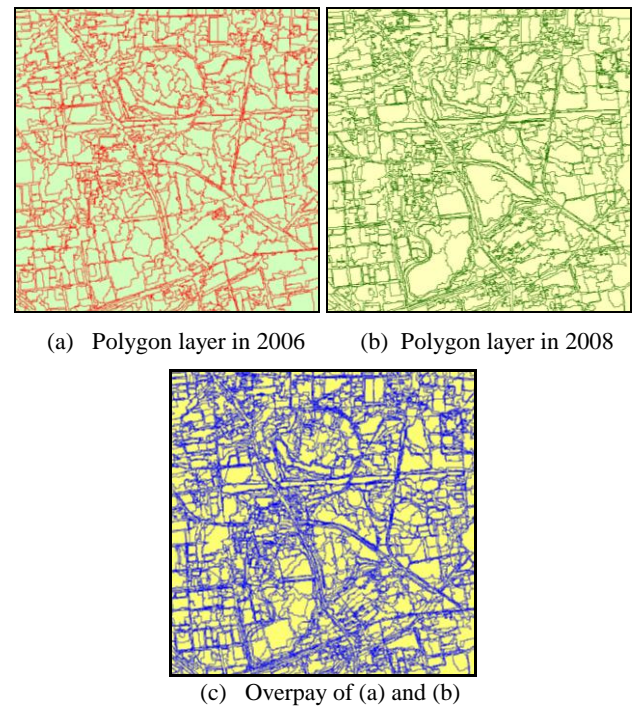 (a) Polygon layer in 2006
(b) Polygon layer in 2008
(c) Overpay of (a) and (b)